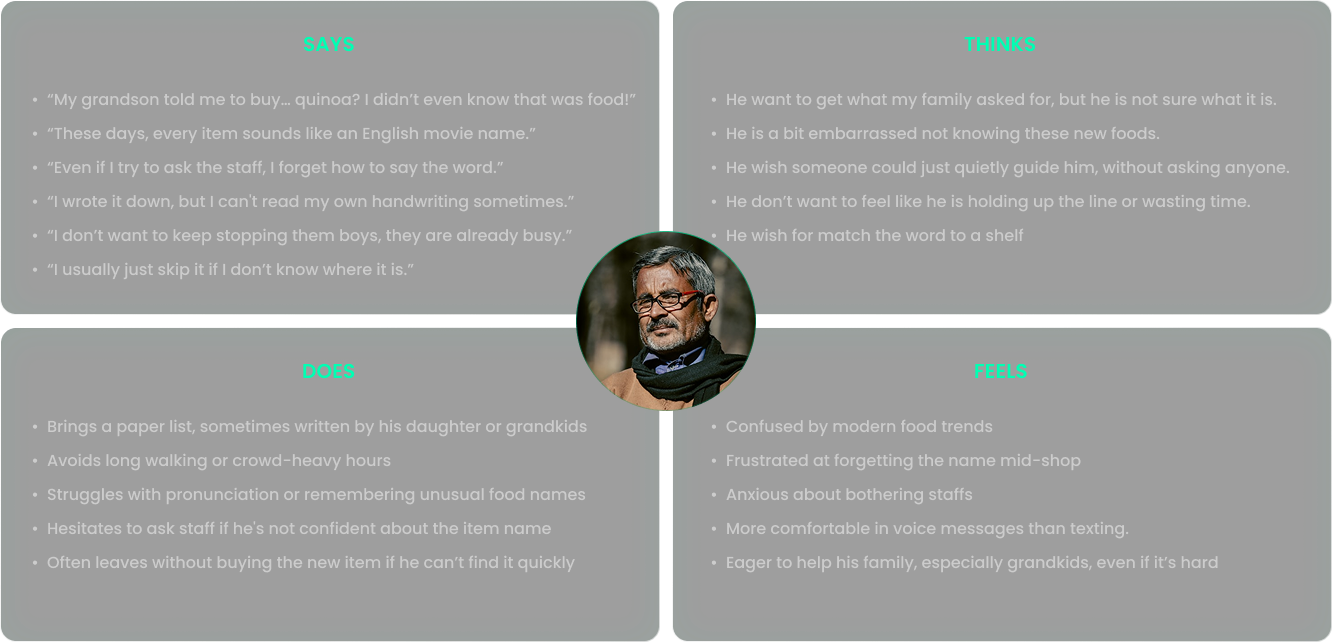 SAYS
• “My grandson told me to buy... quinoa? I didn’t even know that was food!”
• “These days, every item sounds like an English movie name.”
• “Even if I try to ask the staff, I forget how to say the word.”
• “I wrote it down, but I can't read my own handwriting sometimes.”
• “I don’t want to keep stopping them boys, they are already busy.”
• “I usually just skip it if I don’t know where it is.”
THINKS
• He want to get what my family asked for, but he is not sure what it is.
• He is a bit embarrassed not knowing these new foods.
• He wish someone could just quietly guide him, without asking anyone.
• He don’t want to feel like he is holding up the line or wasting time.
• He wish for match the word to a shelf
DOES
• Brings a paper list, sometimes written by his daughter or grandkids
• Avoids long walking or crowd-heavy hours
• Struggles with pronunciation or remembering unusual food names
• Hesitates to ask staff if he's not confident about the item name
• Often leaves without buying the new item if he can’t find it quickly
FEELS
• Confused by modern food trends
• Frustrated at forgetting the name mid-shop
• Anxious about bothering staffs
• More comfortable in voice messages than texting.
• Eager to help his family, especially grandkids, even if it’s hard